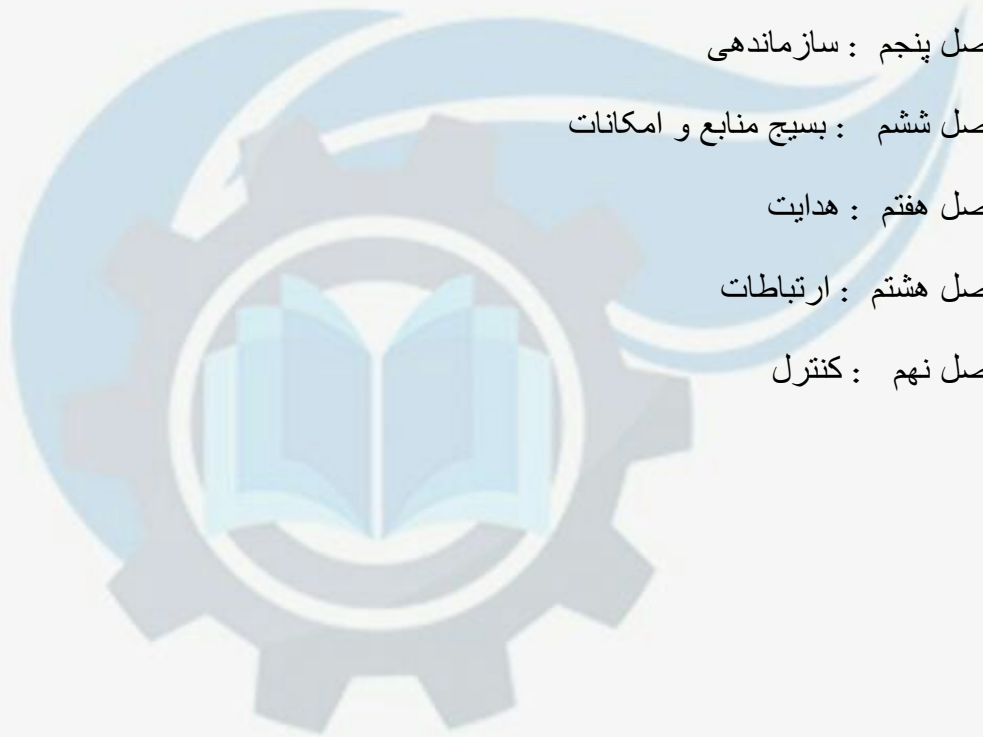 صل پنجم : سازماندهی
صل ششم : بسیج منابع و امکانات
صل هفتم : هدایت
صل هشتم : ارتباطات
صل نهم : کنترل